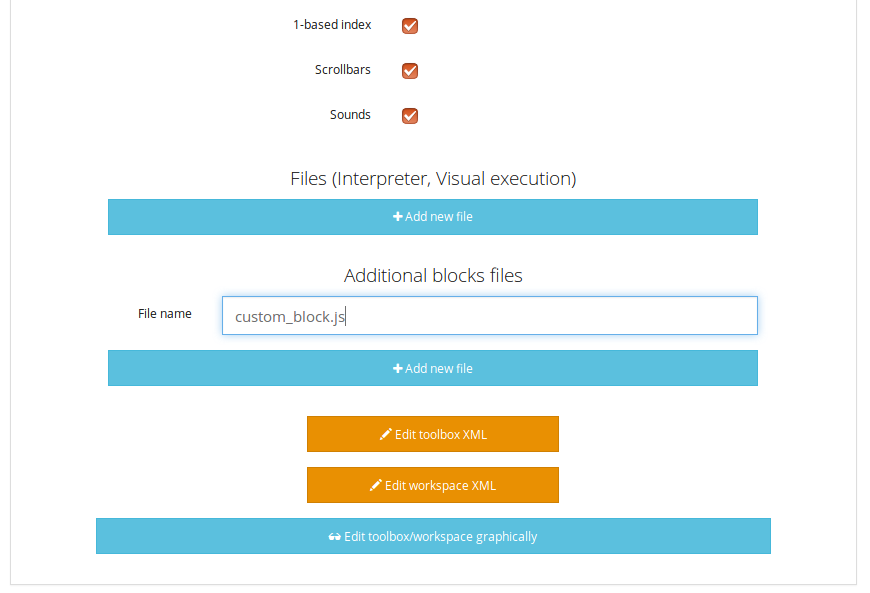 1-based index
Scrollbars
Sounds
Files (Interpreter, Visual execution)
Add new file
Additional blocks files
File name custom_block.js
Add new file
Edit toolbox XML
Edit workspace XML
Edit toolbox/workspace graphically